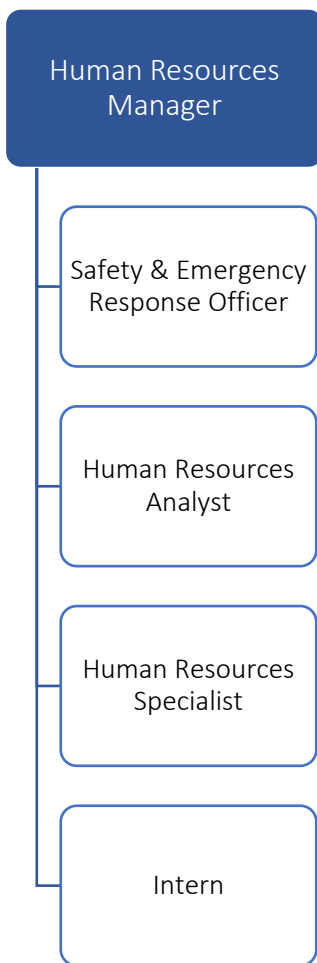 Human Resources
Manager
Safety & Emergency
Response Officer
Human Resources
Analyst
Human Resources
Specialist
Intern